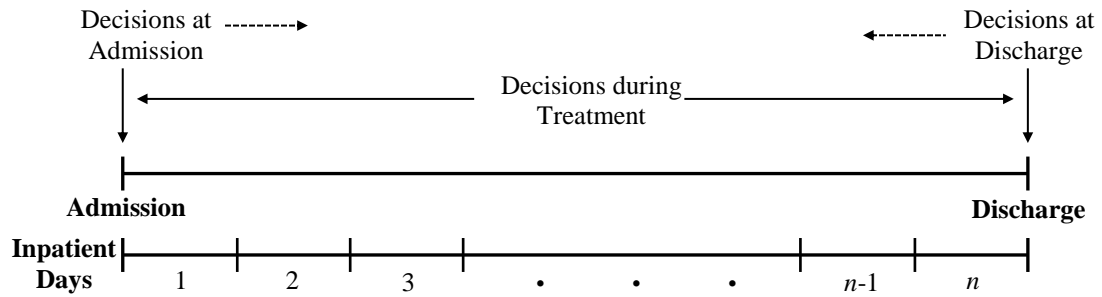 Decisions at
Admission
Decisions at
Discharge
Decisions during
Treatment
Admission
Discharge
Inpatient
Days
1 2 3 • • • n-1 n